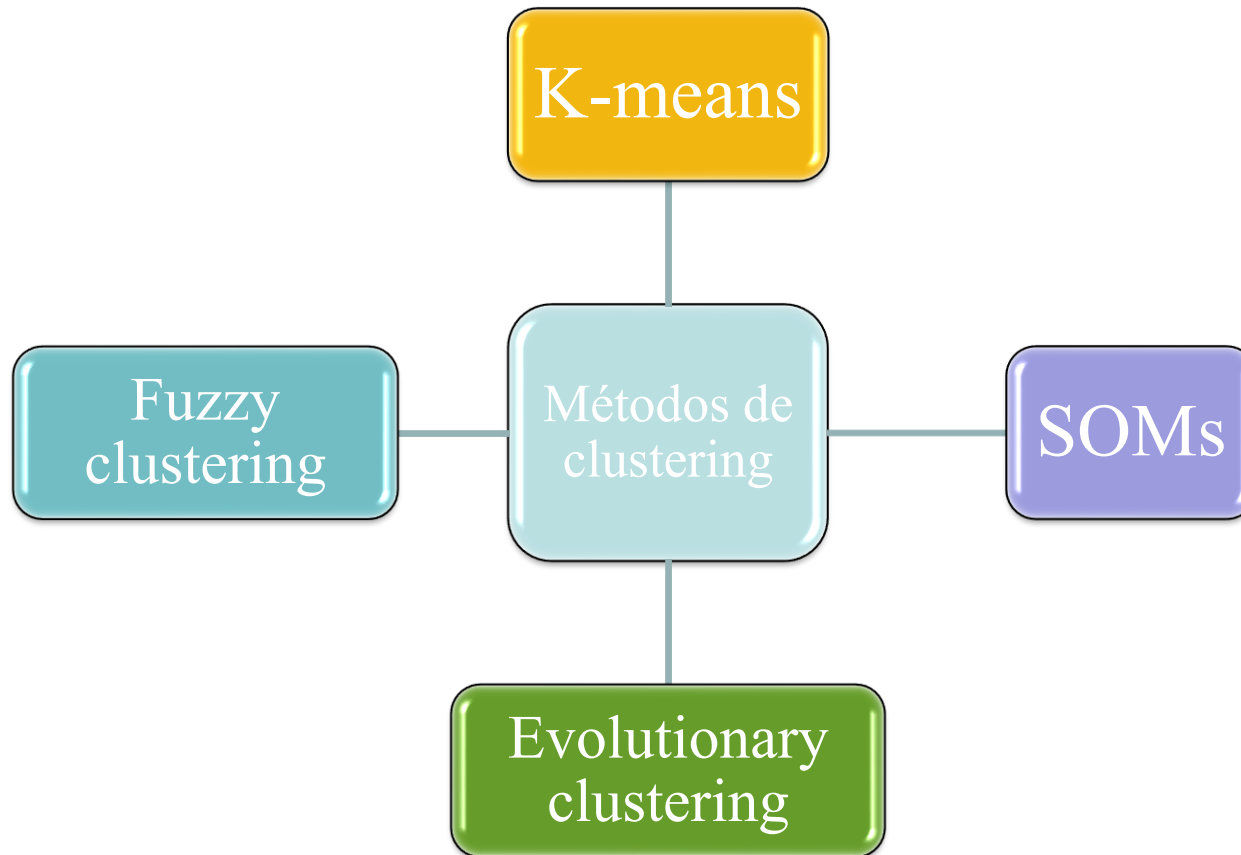 K-means
Fuzzy
clustering
Métodos de
clustering
SOMs
Evolutionary
clustering